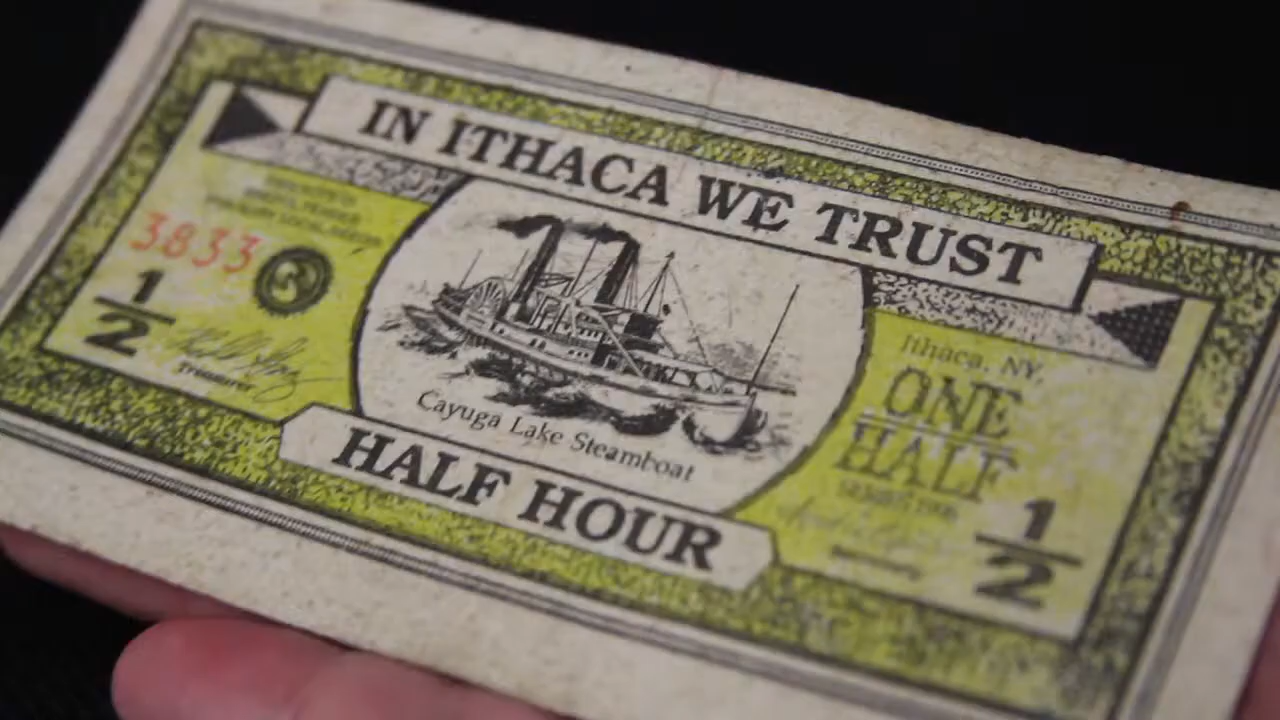 IN ITHACA WE TRUST
3833
1/2
Treasurer
Cayuga Lake Steamboat
HALF HOUR
Ithaca, NY
ONE
HALF
1/2